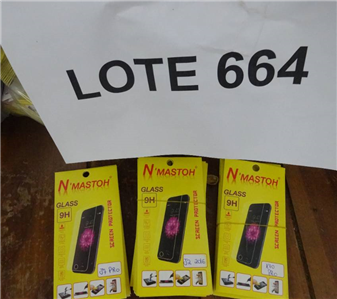 LOTE 664
N'MASTOH
GLASS
9H
SCREEN PROTECTOR
N'MASTOH
GLASS
9H
SCREEN PROTECTOR
N'MASTOH
GLASS
9H
SCREEN PROTECTOR